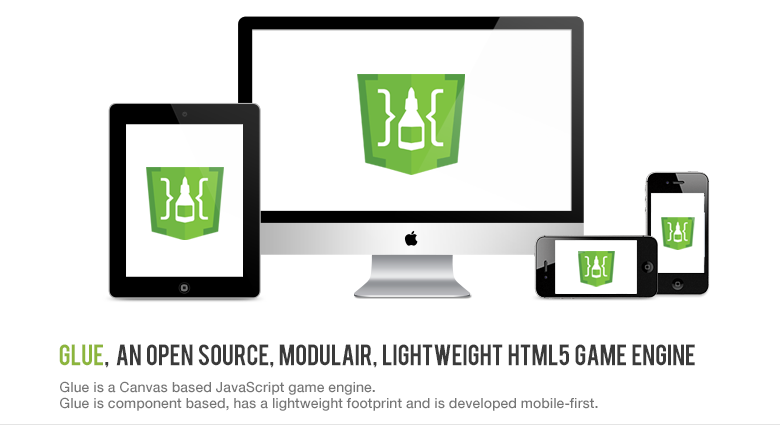 GLUE, AN OPEN SOURCE, MODULAIR, LIGHTWEIGHT HTML5 GAME ENGINE
Glue is a Canvas based JavaScript game engine.
Glue is component based, has a lightweight footprint and is developed mobile-first.